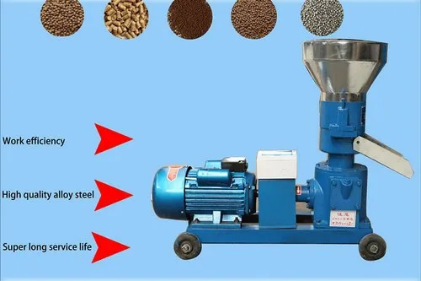 Work efficiency
High quality alloy steel
Super long service life